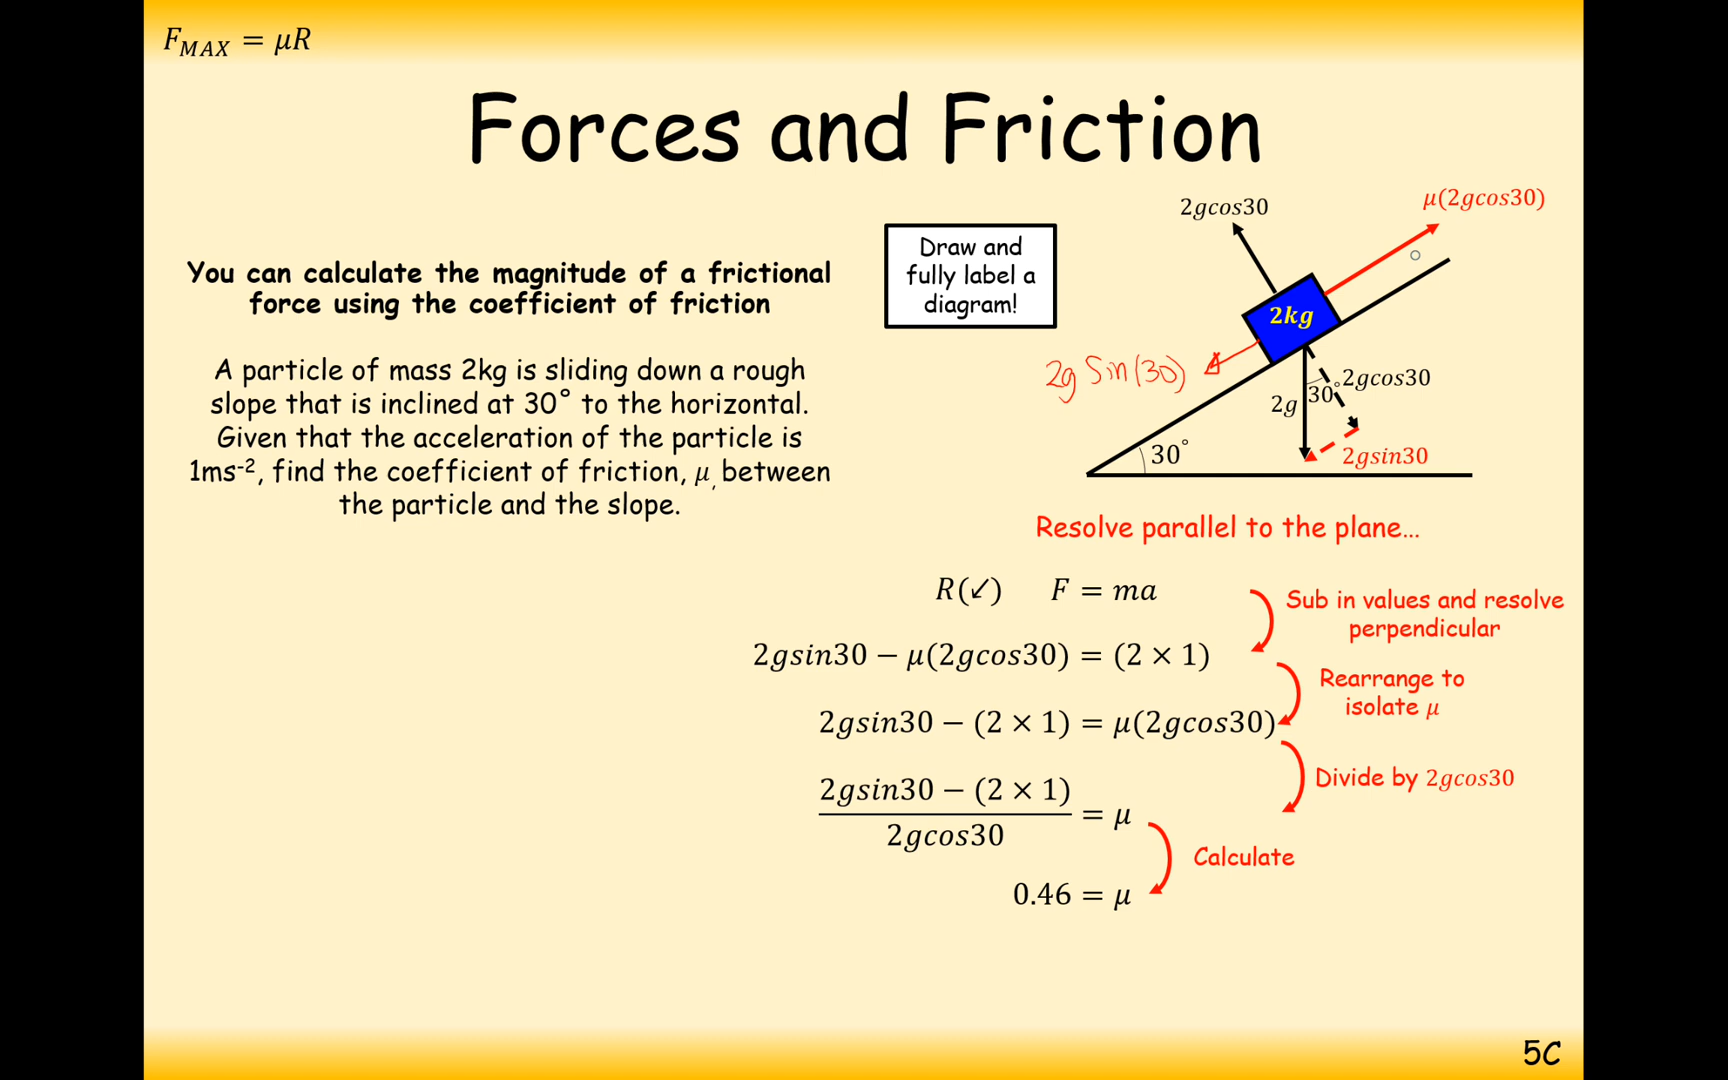 F_MAX = μR
Forces and Friction
You can calculate the magnitude of a frictional
force using the coefficient of friction
A particle of mass 2kg is sliding down a rough
slope that is inclined at 30˚ to the horizontal.
Given that the acceleration of the particle is
1ms⁻², find the coefficient of friction, μ, between
the particle and the slope.
Draw and
fully label a
diagram!
2gcos30
μ(2gcos30)
2kg
2g Sin(30)
2gcos30
30°
2g
30°
2gsin30
Resolve parallel to the plane…
R(↙) F = ma
Sub in values and resolve
perpendicular
2gsin30 − μ(2gcos30) = (2 × 1)
Rearrange to
isolate μ
2gsin30 − (2 × 1) = μ(2gcos30)
Divide by 2gcos30
2gsin30 − (2 × 1)
2gcos30
= μ
Calculate
0.46 = μ
5C